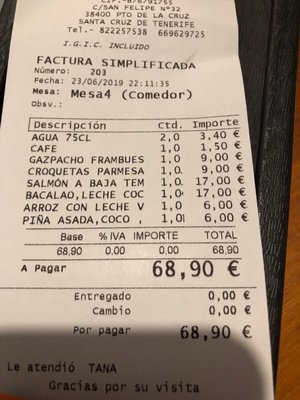 C/SAN FELIPE Nº32
38400 PTO DE LA CRUZ
SANTA CRUZ DE TENERIFE
Telf.- 822257538 669629725
I.G.I.C. INCLUIDO
FACTURA SIMPLIFICADA
Número: 203
Fecha: 23/06/2019 22:11:35
Mesa: Mesa4 (Comedor)
Obsv.:
Descripción Ctd. Importe
AGUA 75CL 2,0 3,40 €
CAFE 1,0 1,50 €
GAZPACHO FRAMBUES 1,0 9,00 €
CROQUETAS PARMESA 1,0 9,00 €
SALMÓN A BAJA TEM 1,0 17,00 €
BACALAO,LECHE COC 1,0 17,00 €
ARROZ CON LECHE V 1,0 6,00 €
PIÑA ASADA,COCO , 1,0 6,00 €
Base % IVA IMPORTE TOTAL
68,90 0,00 0,00 68,90
A Pagar 68,90 €
Entregado 0,00 €
Cambio 0,00 €
Por pagar 68,90 €
Le atendió TANA
Gracias por su visita